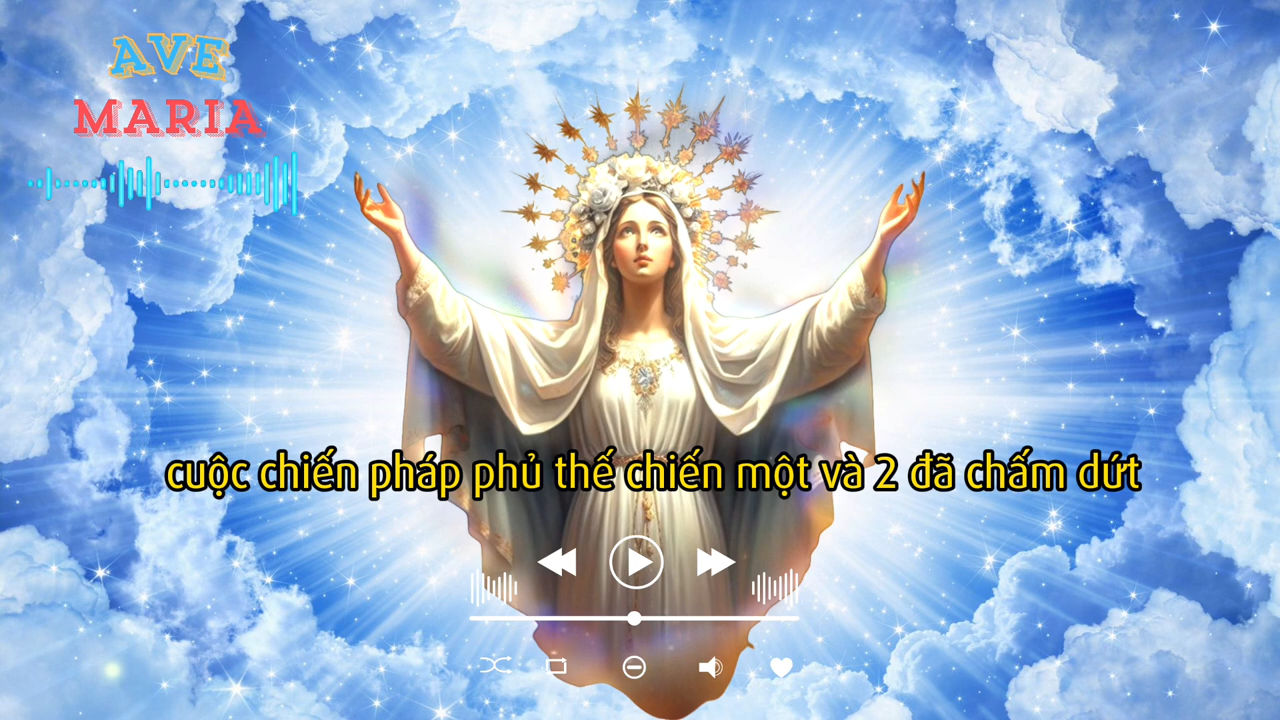 AVE
MARIA
cuộc chiến pháp phủ thế chiến một và 2 đã chấm dứt